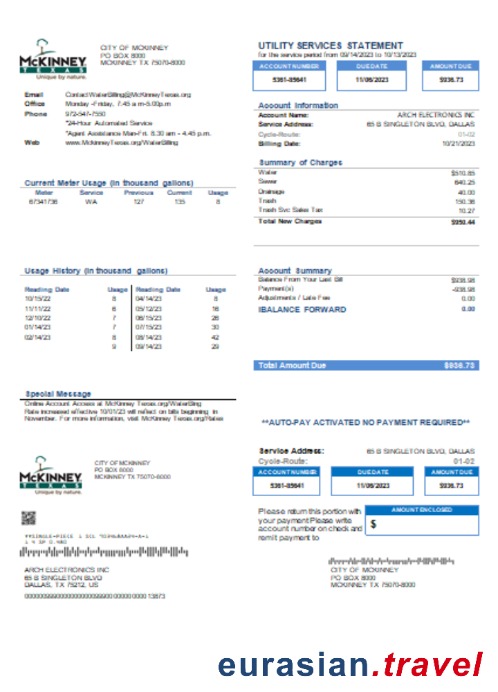 McKINNEY
TEXAS
Unique by nature.
CITY OF MCKINNEY
PO BOX 8000
MCKINNEY TX 75070-8000
UTILITY SERVICES STATEMENT
for the service period from 09/14/2023 to 10/13/2023
ACCOUNT NUMBER DUE DATE AMOUNT DUE
5361-85641 11/06/2023 $936.73
Email ContactWaterBilling@McKinneyTexas.org
Office Monday -Friday, 7:45 a m-5:00p.m
Phone 972-547-7550
*24-Hour Automated Service
*Agent Assistance Mon-Fri. 8.30 am - 4:45 p.m.
Web www.McKinneyTexas.org/WaterBilling
Account Information
Account Name: ARCH ELECTRONICS INC
Service Address: 65 B SINGLETON BLVD, DALLAS
Cycle-Route: 01-02
Billing Date: 10/21/2023
Current Meter Usage (in thousand gallons)
Meter Service Previous Current Usage
67341736 WA 127 135 8
Summary of Charges
Water $510.85
Sewer 640.25
Drainage 40.00
Trash 150.36
Trash Svc Sales Tax 10.27
Total New Charges $950.44
Usage History (in thousand gallons)
Reading Date Usage Reading Date Usage
10/15/22 8 04/14/23 8
11/11/22 6 05/12/23 16
12/10/22 7 06/15/23 26
01/14/23 7 07/15/23 30
02/14/23 8 08/14/23 42
9 09/14/23 29
Account Summary
Balance From Your Last Bill $938.98
Payment(s) -938.98
Adjustments / Late Fee 0.00
IBALANCE FORWARD 0.00
Total Amount Due $936.73
Special Message
Online Account Access at McKinney Texas.org/WaterBling
Rate increased effective 10/01/23 will reflect on bills beginning in
November. For more information, visit McKinney Texas.org/Rates
**AUTO-PAY ACTIVATED NO PAYMENT REQUIRED**
McKINNEY
TEXAS
Unique by nature.
CITY OF MCKINNEY
PO BOX 8000
MCKINNEY TX 75070-8000
Service Address: 65 B SINGLETON BLVD, DALLAS
Cycle-Route: 01-02
ACCOUNT NUMBER DUE DATE AMOUNT DUE
5361-85641 11/06/2023 $936.73
Please return this portion with
your payment Please write
account number on check and
remit payment to
AMOUNT ENCLOSED
$
ARCH ELECTRONICS INC
65 B SINGLETON BLVD
DALLAS, TX 75212, US
CITY OF MCKINNEY
PO BOX 8000
MCKINNEY TX 75070-8000
eurasian.travel